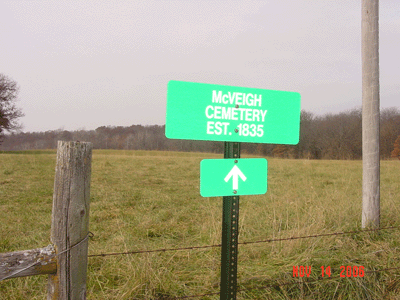 McVEIGH
CEMETERY
EST. 1835
NOV 14 2008